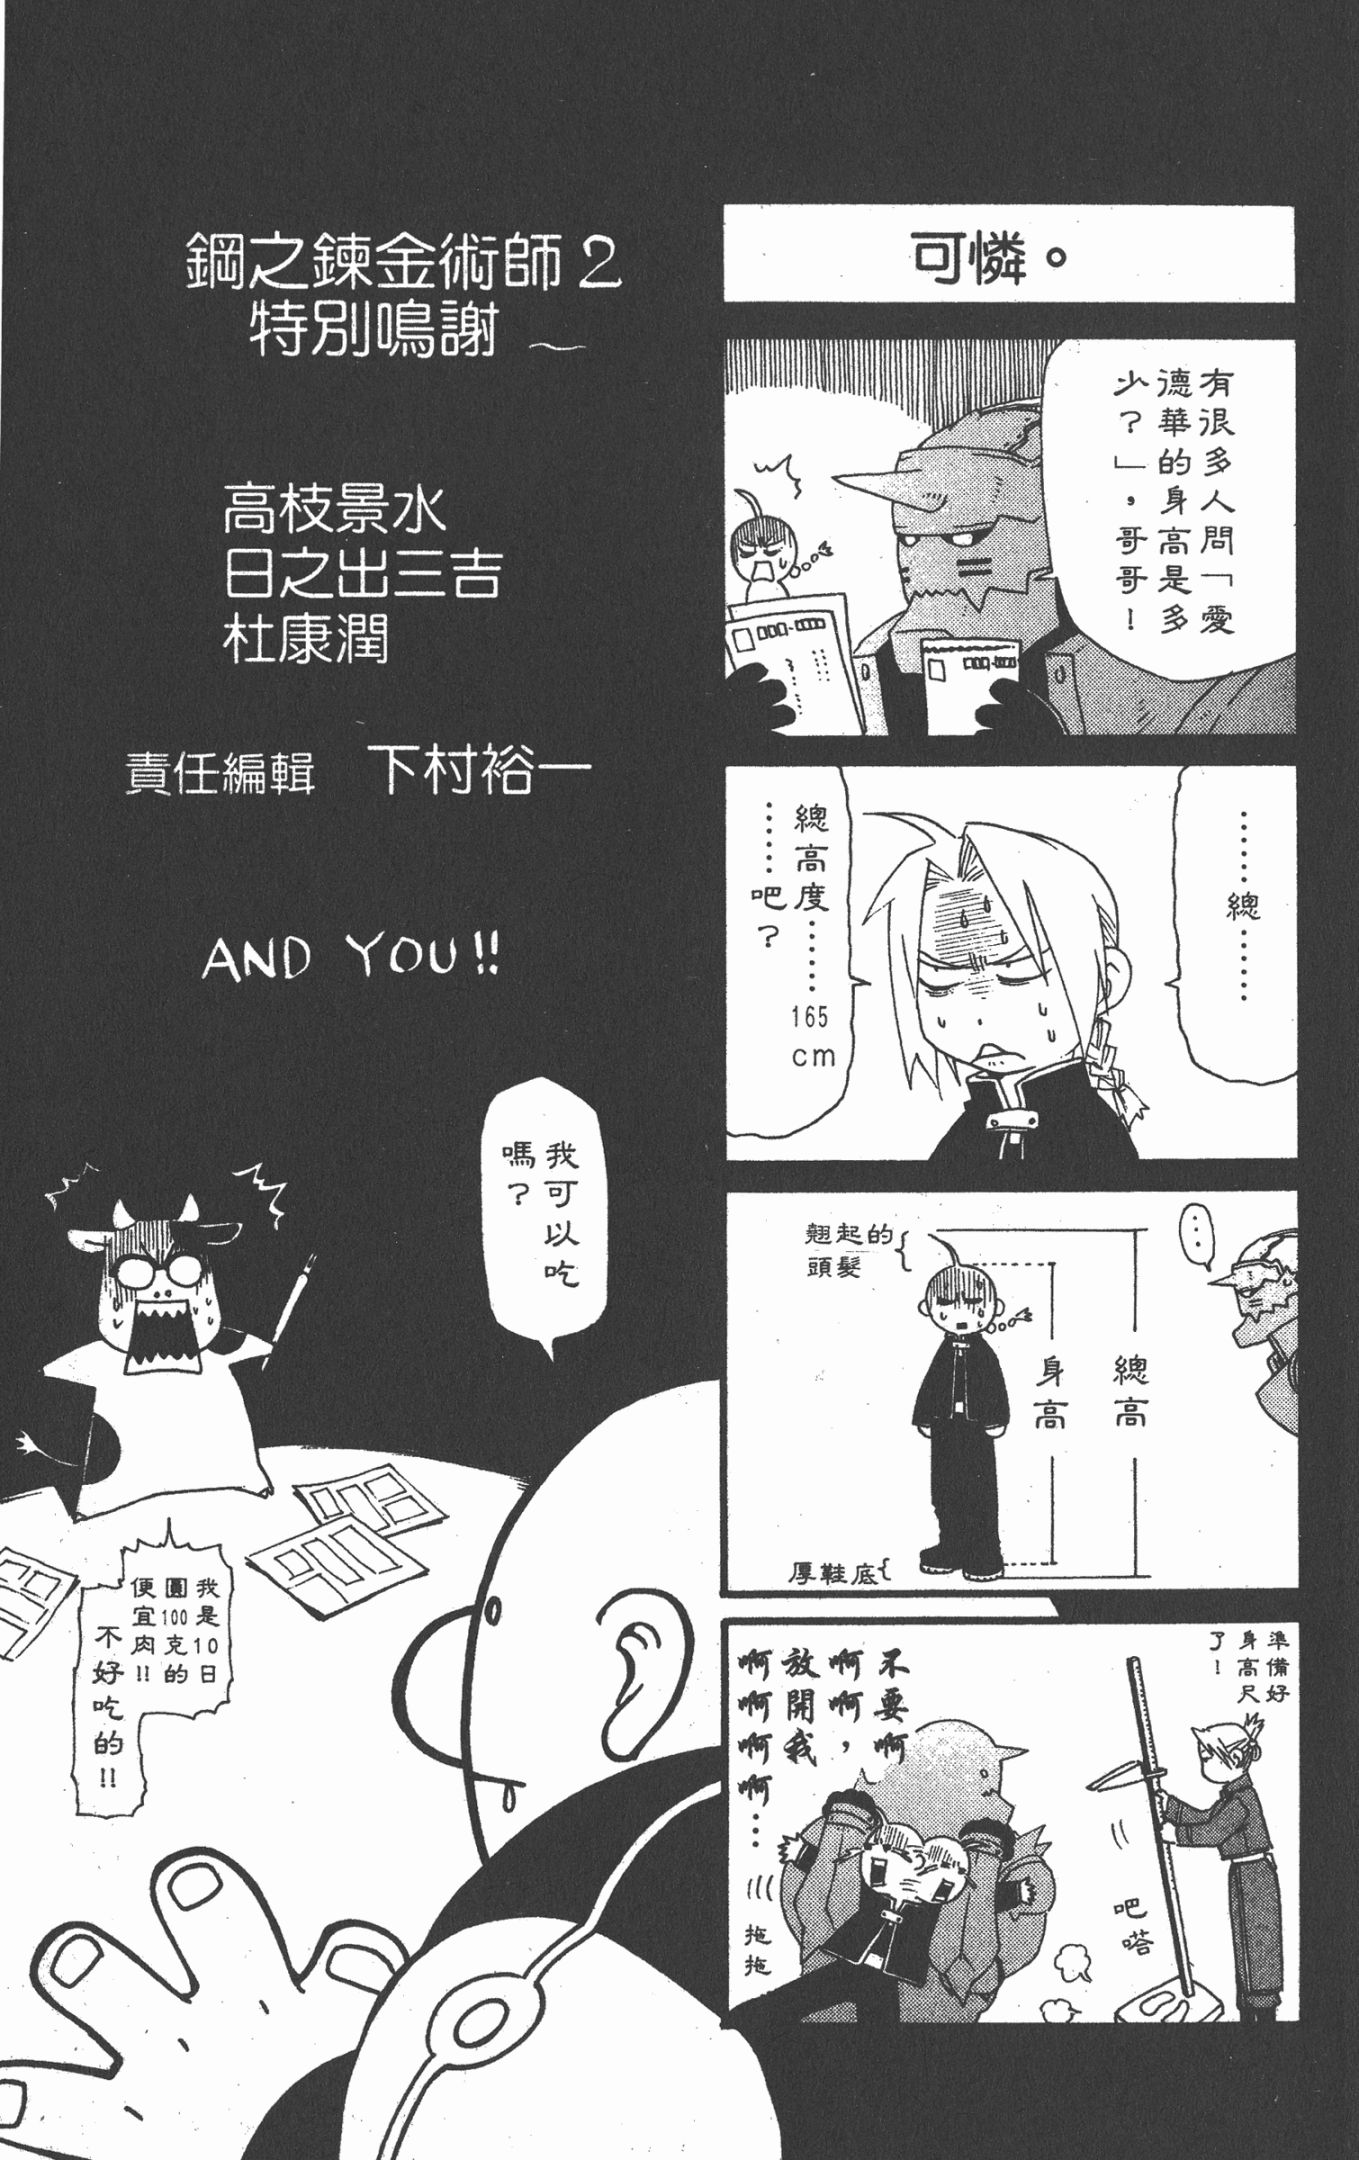 可憐。
有很多人問「愛
德華的身高是多
少？」，哥哥！
……總……
總高度……165cm
……吧？
…
翹起的
頭髮
身高
總高
厚鞋底
準備好
身高尺
了！
吧嗒
不要啊
啊啊，
放開我
啊啊啊啊…
拖拖
鋼之鍊金術師2
特別鳴謝～
高枝景水
日之出三吉
杜康潤
責任編輯 下村裕一
AND YOU!!
我可以吃
嗎？
我是10日
圓100克的
便宜肉!!
不好吃的!!